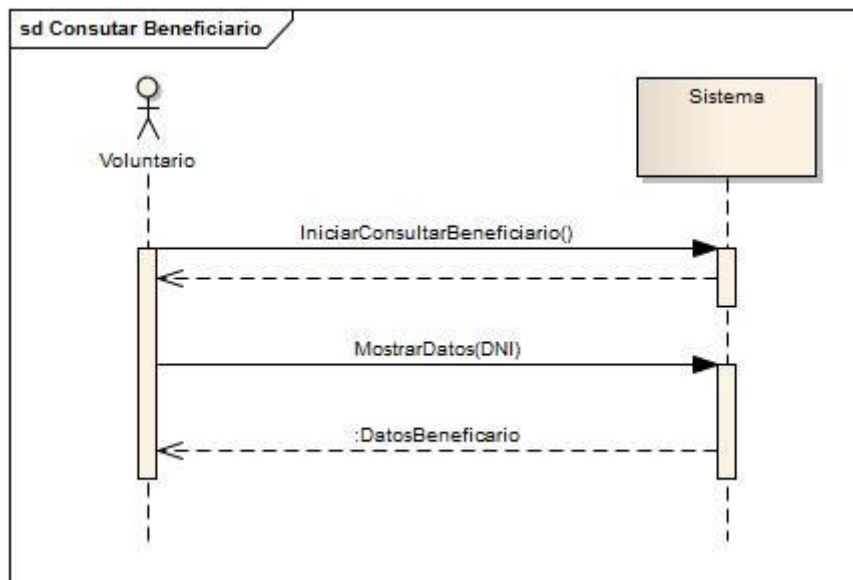 sd Consutar Beneficiario
Voluntario
Sistema
IniciarConsultarBeneficiario()
MostrarDatos(DNI)
:DatosBeneficario